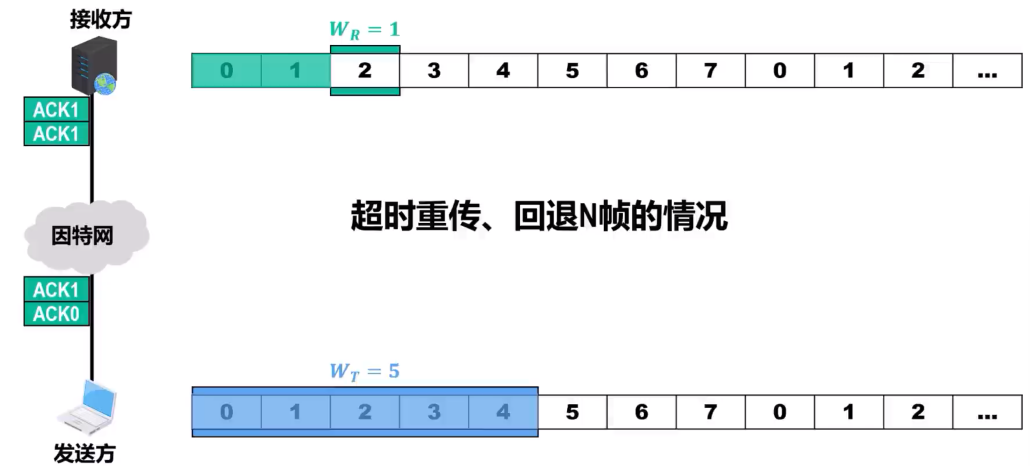 接收方
W_R = 1
0 1 2 3 4 5 6 7 0 1 2 ...
ACK1
ACK1
超时重传、回退N帧的情况
因特网
ACK1
ACK0
W_T = 5
0 1 2 3 4 5 6 7 0 1 2 ...
发送方